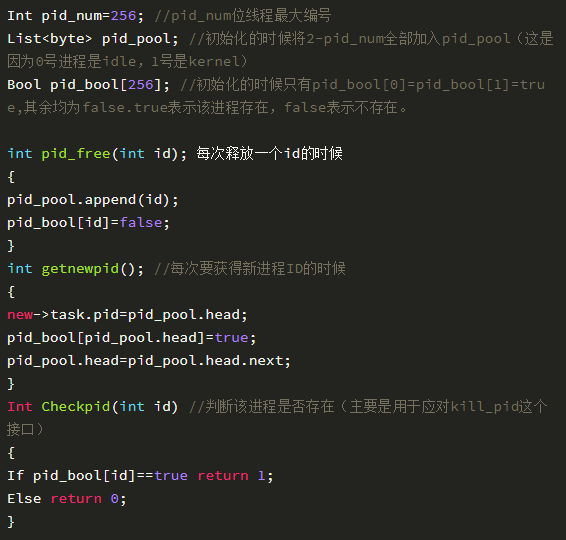 Int pid_num=256; //pid_num位线程最大编号
List<byte> pid_pool; //初始化的时候将2-pid_num全部加入pid_pool（这是
因为0号进程是idle，1号是kernel）
Bool pid_bool[256]; //初始化的时候只有pid_bool[0]=pid_bool[1]=tru
e,其余均为false.true表示该进程存在，false表示不存在。
int pid_free(int id); 每次释放一个id的时候
{
pid_pool.append(id);
pid_bool[id]=false;
}
int getnewpid(); //每次要获得新进程ID的时候
{
new->task.pid=pid_pool.head;
pid_bool[pid_pool.head]=true;
pid_pool.head=pid_pool.head.next;
}
Int Checkpid(int id) //判断该进程是否存在（主要是用于应对kill_pid这个
接口）
{
If pid_bool[id]==true return 1;
Else return 0;
}